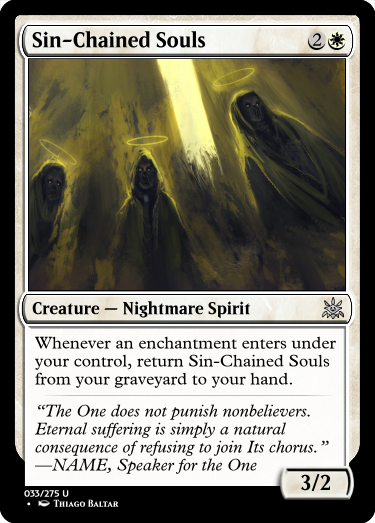 Sin-Chained Souls 2
Creature — Nightmare Spirit
Whenever an enchantment enters under
your control, return Sin-Chained Souls
from your graveyard to your hand.
“The One does not punish nonbelievers.
Eternal suffering is simply a natural
consequence of refusing to join Its chorus.”
—NAME, Speaker for the One
3/2
033/275 U
• Thiago Baltar